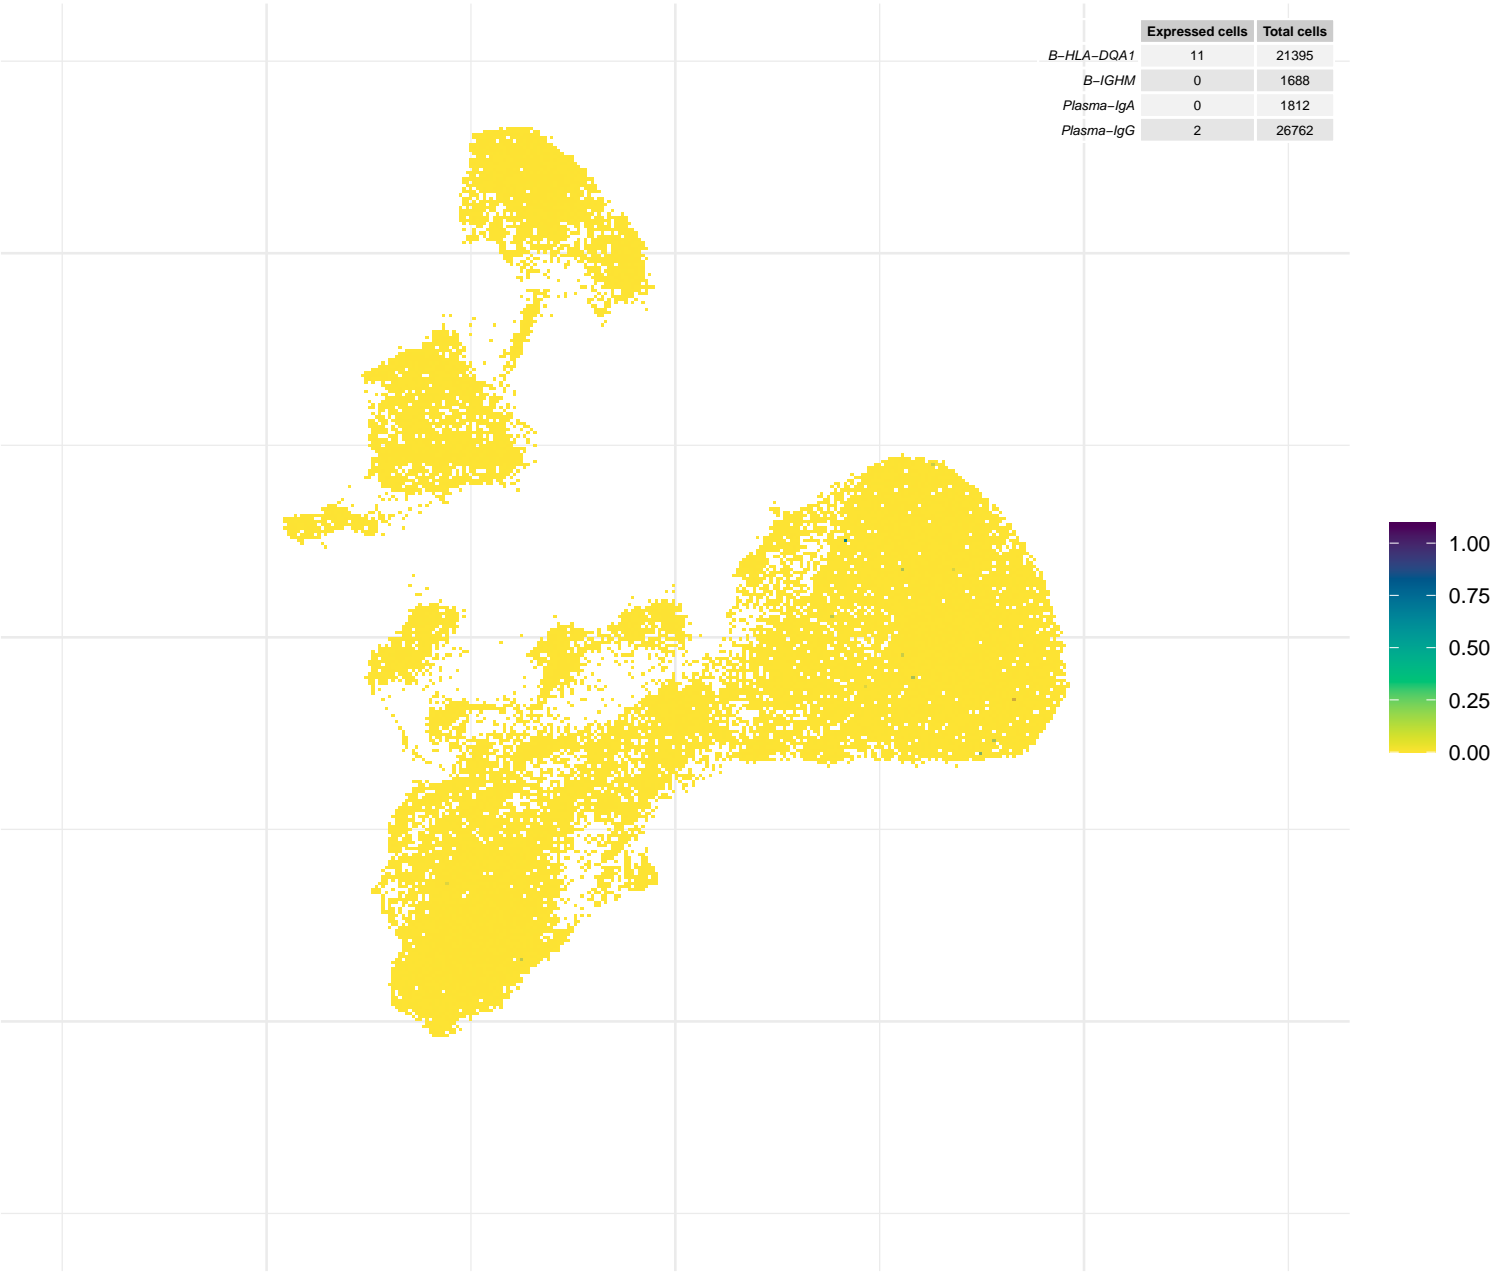 Expressed cells Total cells
B−HLA−DQA1 11 21395
B−IGHM 0 1688
Plasma−IgA 0 1812
Plasma−IgG 2 26762
1.00
0.75
0.50
0.25
0.00